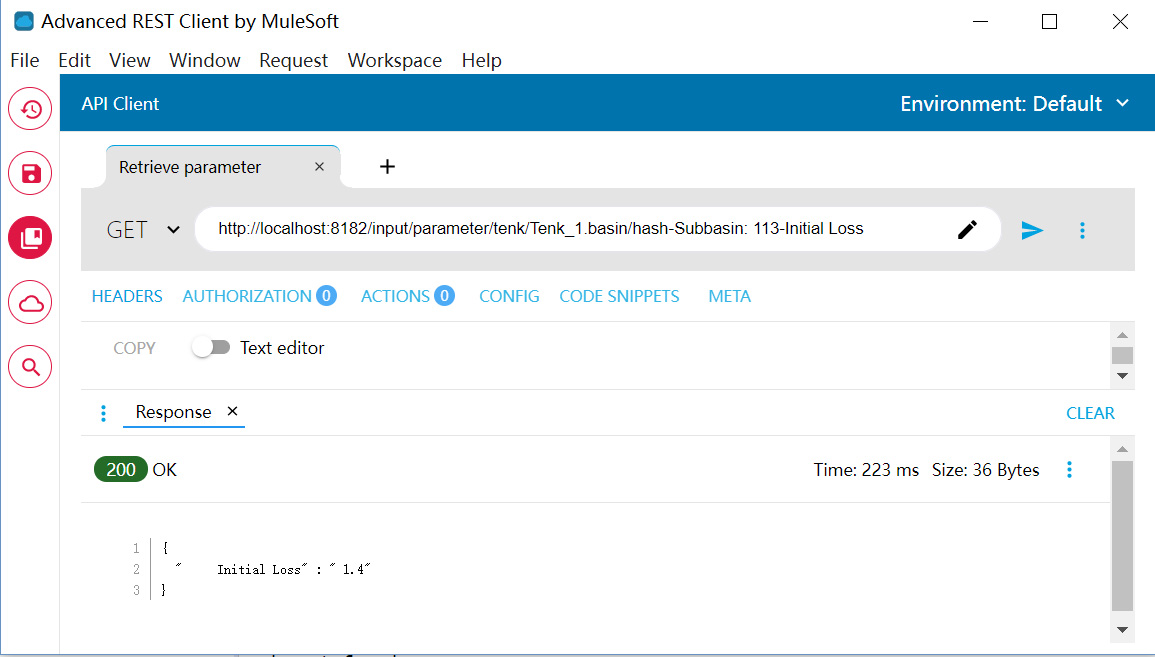 Advanced REST Client by MuleSoft
File Edit View Window Request Workspace Help
API Client Environment: Default
Retrieve parameter × +
GET http://localhost:8182/input/parameter/tenk/Tenk_1.basin/hash-Subbasin: 113-Initial Loss
HEADERS AUTHORIZATION 0 ACTIONS 0 CONFIG CODE SNIPPETS META
COPY Text editor
Response × CLEAR
200 OK Time: 223 ms Size: 36 Bytes
1 {
2 "     Initial Loss" : " 1.4"
3 }